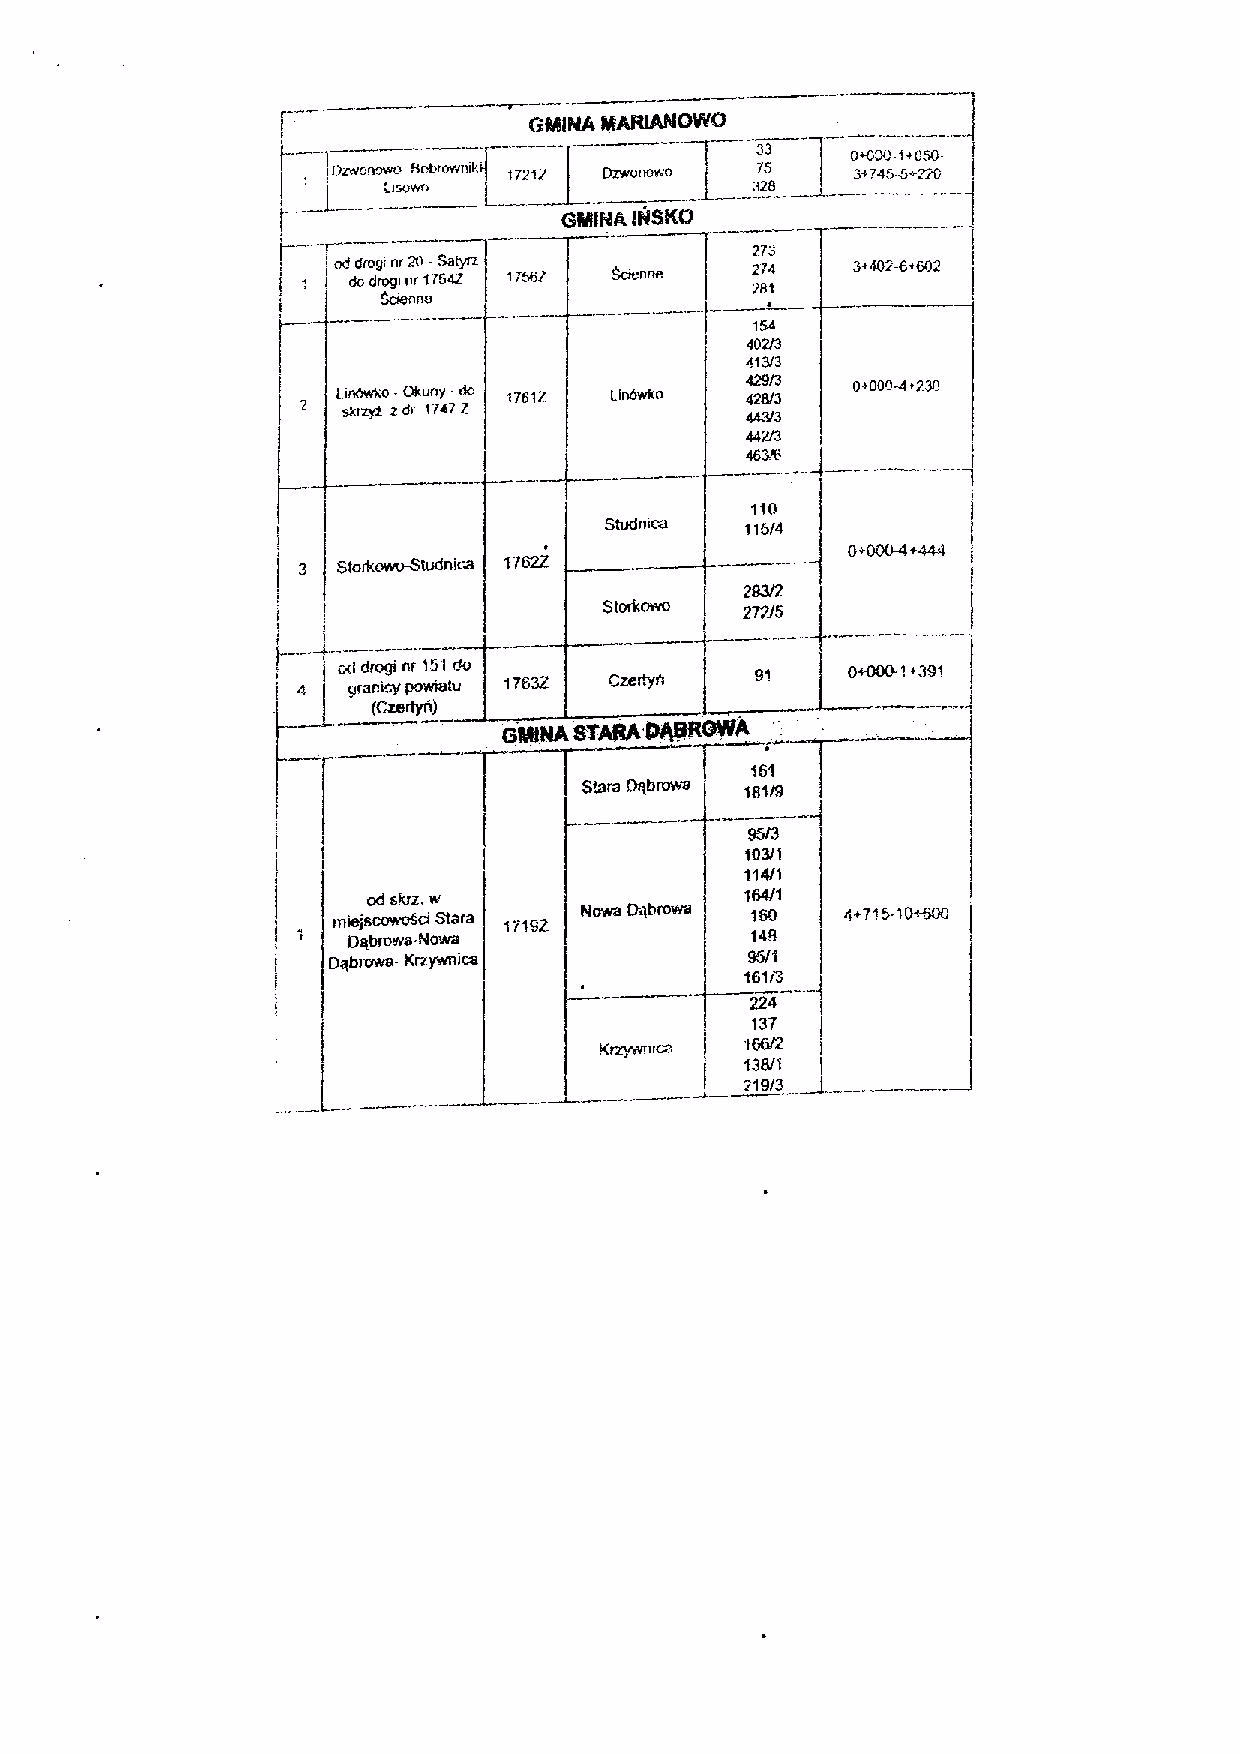 GMINA MARIANOWO
1 Dzwonowo Bobrowniki- Lisowo 1721Z Dzwonowo 33 0+000-1+050-
75 3+745-5+220
328
GMINA IŃSKO
od drogi nr 20 - Satyrz 273
1 do drogi nr 1754Z 1756Z Ścienne 274 3+402-6+602
Ścienne 281
154
402/3
413/3
429/3
2 Linówko - Okuny - do 1761Z Linówko 428/3 0+000-4+230
skrzyż z dr 1747 Z 443/3
442/3
463/6
110
Studnica 115/4
3 Storkowo-Studnica 1762Z 0+000-4+444
283/2
Storkowo 272/5
od drogi nr 151 do
4 granicy powiatu 1763Z Czertyń 91 0+000-1+391
(Czertyń)
GMINA STARA DĄBROWA
161
Stara Dąbrowa 181/9
95/3
103/1
114/1
od skrz. w 164/1
miejscowości Stara 1719Z Nowa Dąbrowa 160 4+715-10+600
1 Dąbrowa-Nowa 148
Dąbrowa- Krzywnica 95/1
161/3
224
137
Krzywnica 166/2
138/1
219/3